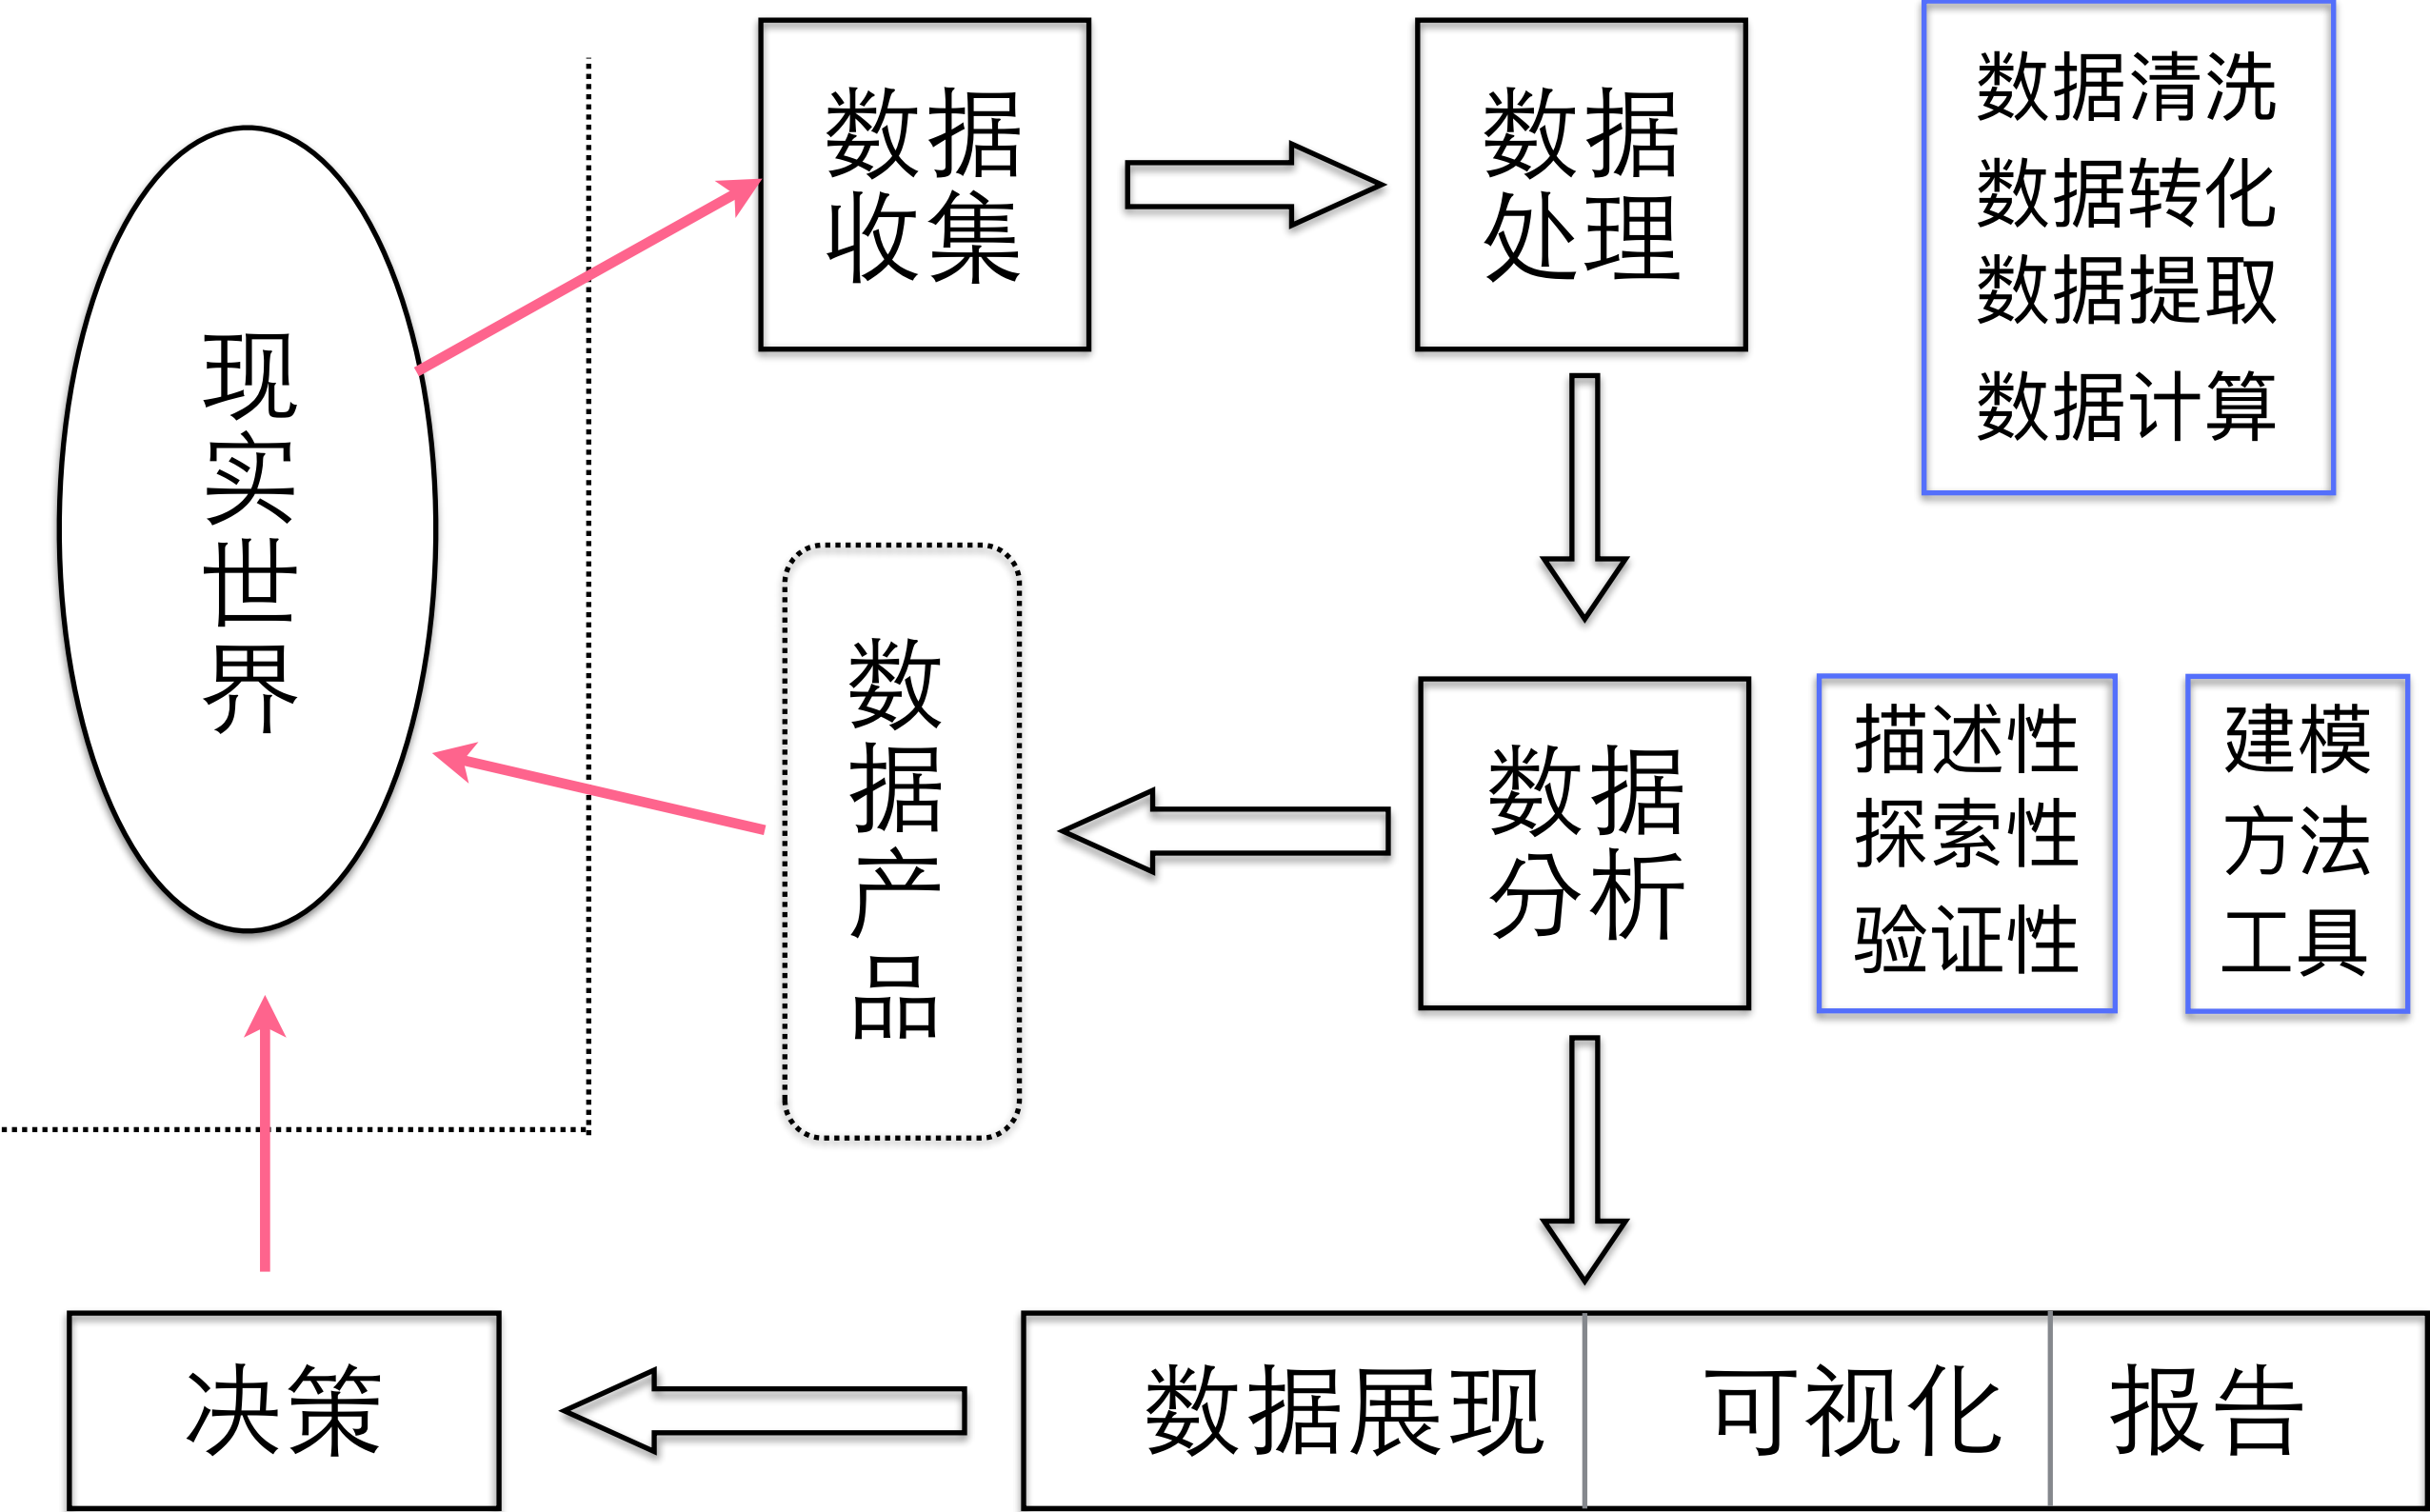 现实世界
数据
收集
数据
处理
数据清洗
数据转化
数据提取
数据计算
数据产品
数据
分析
描述性
探索性
验证性
建模
方法
工具
决策
数据展现
可视化
报告